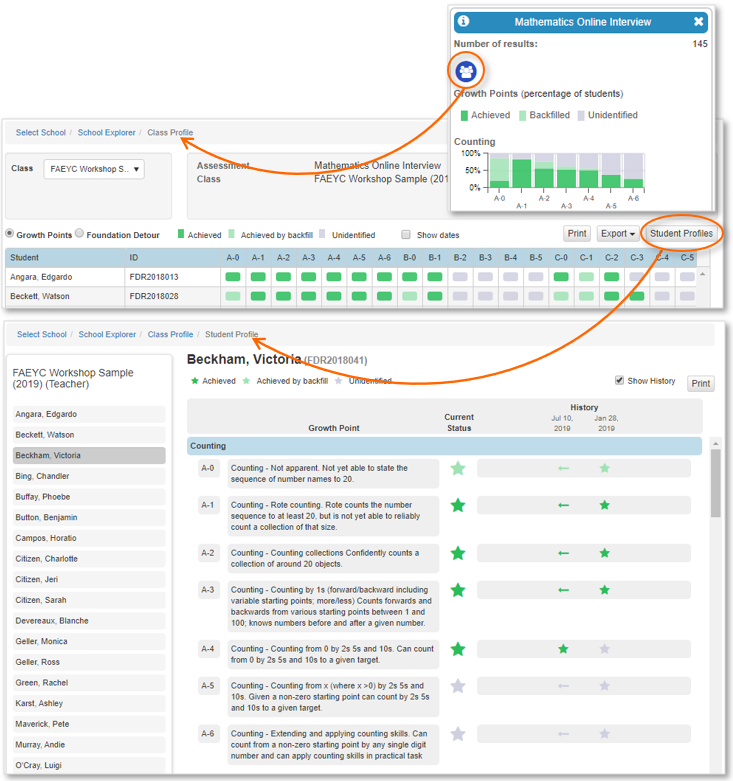 Mathematics Online Interview
Number of results: 145
Growth Points (percentage of students)
Achieved Backfilled Unidentified
Counting
100%
50%
0%
A-0 A-2 A-4 A-6
A-1 A-3 A-5
Select School / School Explorer / Class Profile
Class FAEYC Workshop S..
Assessment Mathematics Online Interview
Class FAEYC Workshop Sample (201
Growth Points Foundation Detour Achieved Achieved by backfill Unidentified Show dates Print Export Student Profiles
Student ID A-0 A-1 A-2 A-3 A-4 A-5 A-6 B-0 B-1 B-2 B-3 B-4 B-5 C-0 C-1 C-2 C-3 C-4 C-5
Angara, Edgardo FDR2018013
Beckett, Watson FDR2018028
Select School / School Explorer / Class Profile / Student Profile
FAEYC Workshop Sample
(2019) (Teacher)
Angara, Edgardo
Beckett, Watson
Beckham, Victoria
Bing, Chandler
Buffay, Phoebe
Button, Benjamin
Campos, Horatio
Citizen, Charlotte
Citizen, Jeri
Citizen, Sarah
Devereaux, Blanche
Geller, Monica
Geller, Ross
Green, Rachel
Karst, Ashley
Maverick, Pete
Murray, Andie
O'Cray, Luigi
Beckham, Victoria (FDR2018041)
Achieved Achieved by backfill Unidentified Show History Print
Growth Point
Current
Status
History
Jul 10,
2019
Jan 28,
2019
Counting
A-0 Counting - Not apparent. Not yet able to state the
sequence of number names to 20.
A-1 Counting - Rote counting. Rote counts the number
sequence to at least 20, but is not yet able to reliably
count a collection of that size.
A-2 Counting - Counting collections Confidently counts a
collection of around 20 objects.
A-3 Counting - Counting by 1s (forward/backward including
variable starting points; more/less) Counts forwards and
backwards from various starting points between 1 and
100; knows numbers before and after a given number.
A-4 Counting - Counting from 0 by 2s 5s and 10s. Can count
from 0 by 2s 5s and 10s to a given target.
A-5 Counting - Counting from x (where x >0) by 2s 5s and
10s. Given a non-zero starting point can count by 2s 5s
and 10s to a given target.
A-6 Counting - Extending and applying counting skills. Can
count from a non-zero starting point by any single digit
number and can apply counting skills in practical task